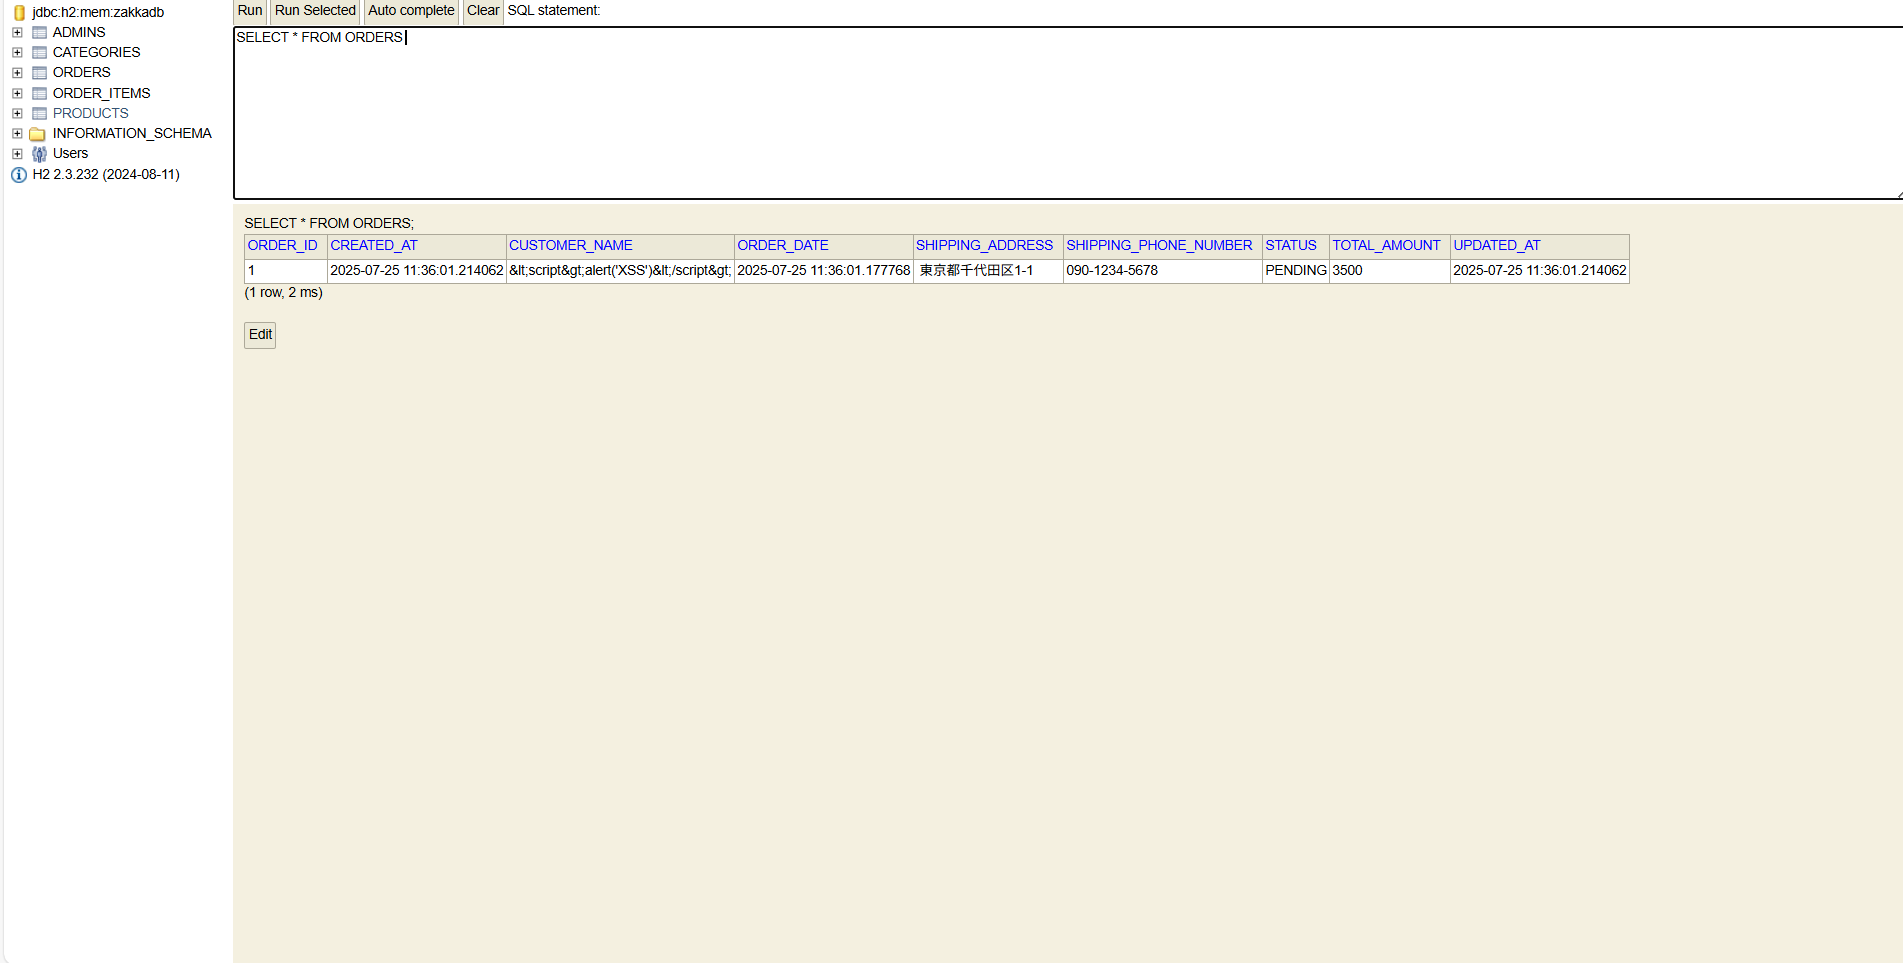 jdbc:h2:mem:zakkadb
ADMINS
CATEGORIES
ORDERS
ORDER_ITEMS
PRODUCTS
INFORMATION_SCHEMA
Users
H2 2.3.232 (2024-08-11)
Run Run Selected Auto complete Clear SQL statement:
SELECT * FROM ORDERS
SELECT * FROM ORDERS;
ORDER_ID CREATED_AT CUSTOMER_NAME ORDER_DATE SHIPPING_ADDRESS SHIPPING_PHONE_NUMBER STATUS TOTAL_AMOUNT UPDATED_AT
1 2025-07-25 11:36:01.214062 &lt;script&gt;alert('XSS')&lt;/script&gt; 2025-07-25 11:36:01.177768 東京都千代田区1-1 090-1234-5678 PENDING 3500 2025-07-25 11:36:01.214062
(1 row, 2 ms)
Edit